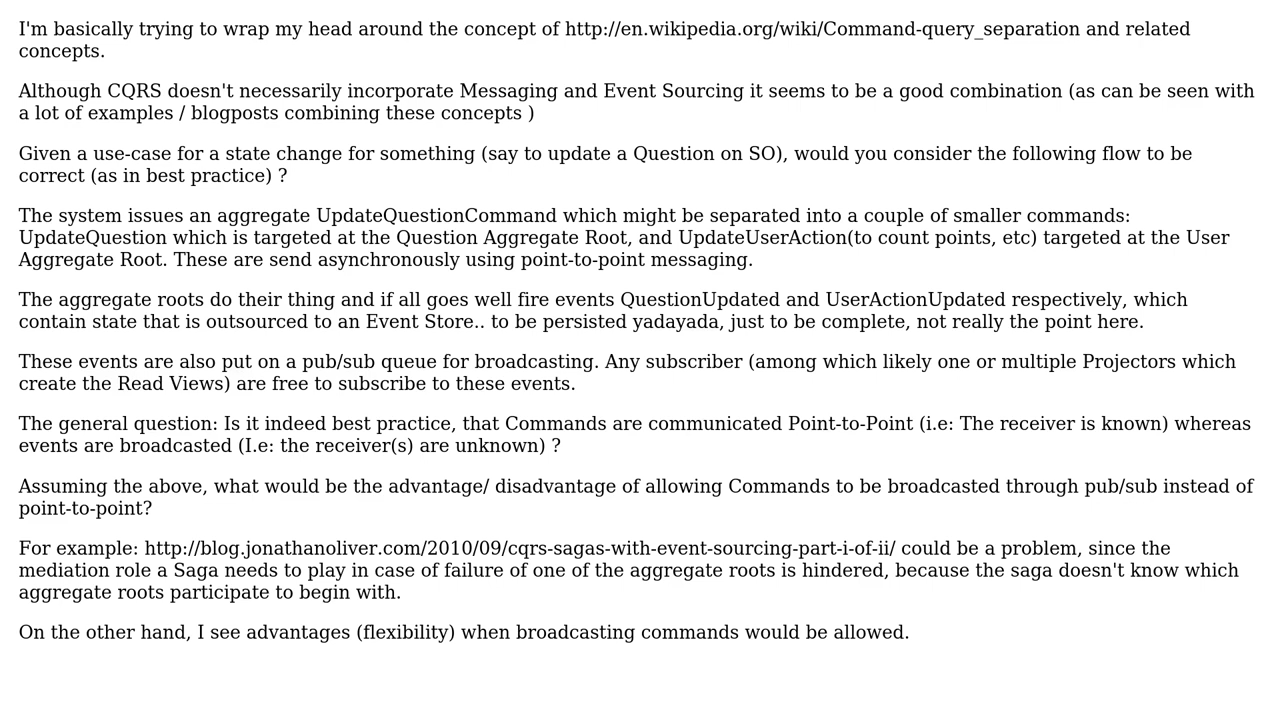 I'm basically trying to wrap my head around the concept of http://en.wikipedia.org/wiki/Command-query_separation and related
concepts.
Although CQRS doesn't necessarily incorporate Messaging and Event Sourcing it seems to be a good combination (as can be seen with
a lot of examples / blogposts combining these concepts )
Given a use-case for a state change for something (say to update a Question on SO), would you consider the following flow to be
correct (as in best practice) ?
The system issues an aggregate UpdateQuestionCommand which might be separated into a couple of smaller commands:
UpdateQuestion which is targeted at the Question Aggregate Root, and UpdateUserAction(to count points, etc) targeted at the User
Aggregate Root. These are send asynchronously using point-to-point messaging.
The aggregate roots do their thing and if all goes well fire events QuestionUpdated and UserActionUpdated respectively, which
contain state that is outsourced to an Event Store.. to be persisted yadayada, just to be complete, not really the point here.
These events are also put on a pub/sub queue for broadcasting. Any subscriber (among which likely one or multiple Projectors which
create the Read Views) are free to subscribe to these events.
The general question: Is it indeed best practice, that Commands are communicated Point-to-Point (i.e: The receiver is known) whereas
events are broadcasted (I.e: the receiver(s) are unknown) ?
Assuming the above, what would be the advantage/ disadvantage of allowing Commands to be broadcasted through pub/sub instead of
point-to-point?
For example: http://blog.jonathanoliver.com/2010/09/cqrs-sagas-with-event-sourcing-part-i-of-ii/ could be a problem, since the
mediation role a Saga needs to play in case of failure of one of the aggregate roots is hindered, because the saga doesn't know which
aggregate roots participate to begin with.
On the other hand, I see advantages (flexibility) when broadcasting commands would be allowed.